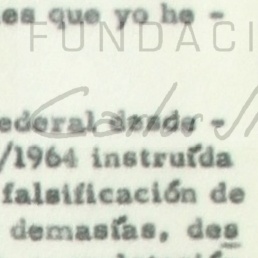 es que yo he -
FUNDACI
ederal desde -
/1964 instruída
falsificación de
demasías, des